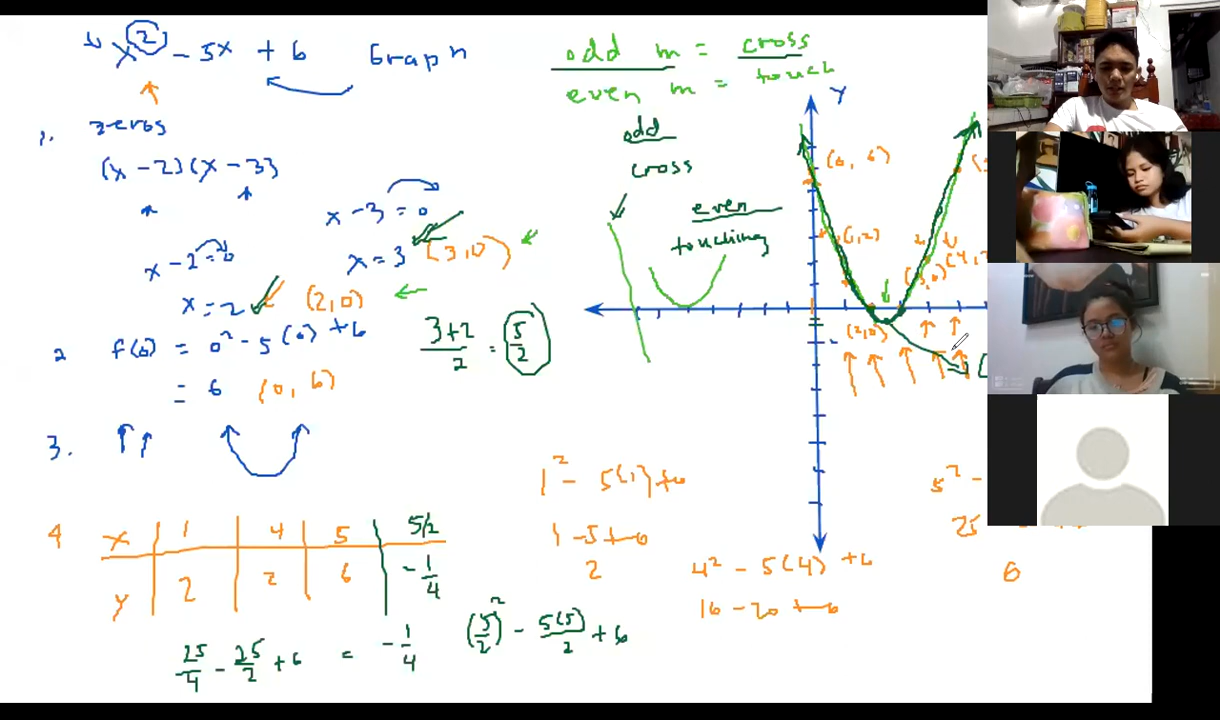 x² - 5x + 6 Graph
1. zeros
(x - 2)(x - 3)
x - 3 = 0
x = 3 (3,0)
x - 2 = 0
x = 2 (2,0)
2 f(0) = 0² - 5(0) + 6
= 6 (0, 6)
3+2/2 = 5/2
3.
4
x | 1 | 4 | 5 | 5/2
y | 2 | 2 | 6 | -1/4
25/4 - 25/2 + 6 = -1/4
(5/2)² - 5(5)/2 + 6
odd m = cross
even m = touch
odd
cross
even
touching
Y
(0, 6)
(1,2)
(2,0)
(3,0)
(4,
1² - 5(1) + 6
1 - 5 + 6
2
4² - 5(4) + 6
16 - 20 + 6
5² -
25
6